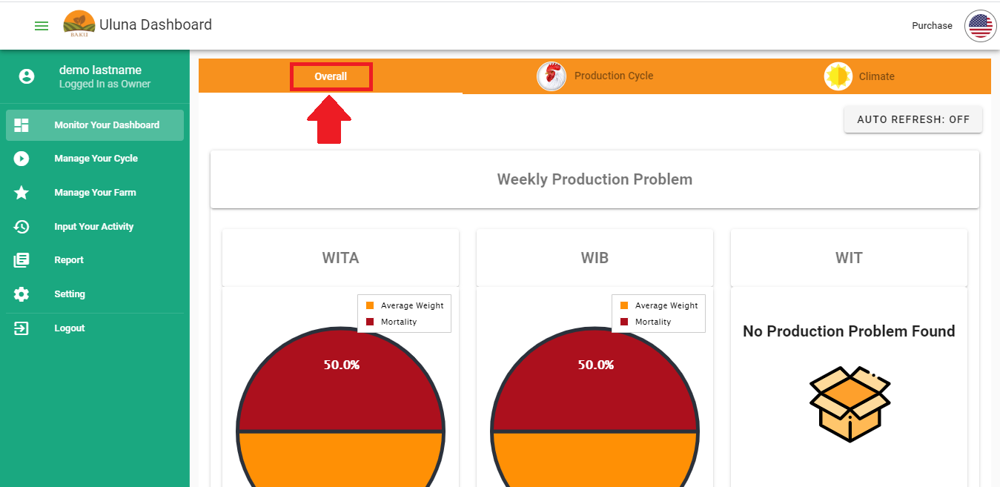 BAKU
Uluna Dashboard
Purchase
demo lastname
Logged In as Owner
Monitor Your Dashboard
Manage Your Cycle
Manage Your Farm
Input Your Activity
Report
Setting
Logout
Overall
Production Cycle
Climate
AUTO REFRESH: OFF
Weekly Production Problem
WITA
WIB
WIT
Average Weight
Mortality
50.0%
Average Weight
Mortality
50.0%
No Production Problem Found